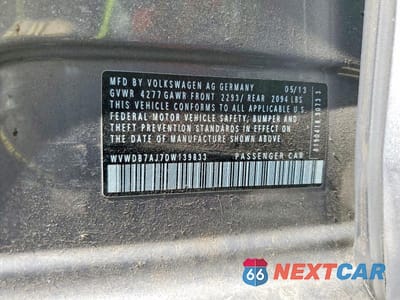 MFD BY VOLKSWAGEN AG GERMANY 05/13
GVWR 4277 GAWR FRONT 2293/ REAR 2094 LBS
THIS VEHICLE CONFORMS TO ALL APPLICABLE U.S.
FEDERAL MOTOR VEHICLE SAFETY, BUMPER AND
THEFT PREVENTION STANDARDS IN EFFECT ON
THE DATE OF MANUFACTURE SHOWN ABOVE.
WVWDB7AJ7DW139833 PASSENGER CAR
66 NEXTCAR